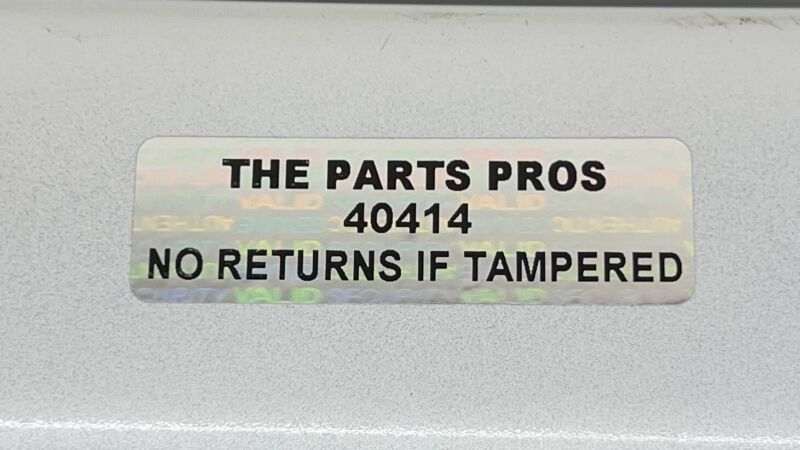 THE PARTS PROS
40414
NO RETURNS IF TAMPERED